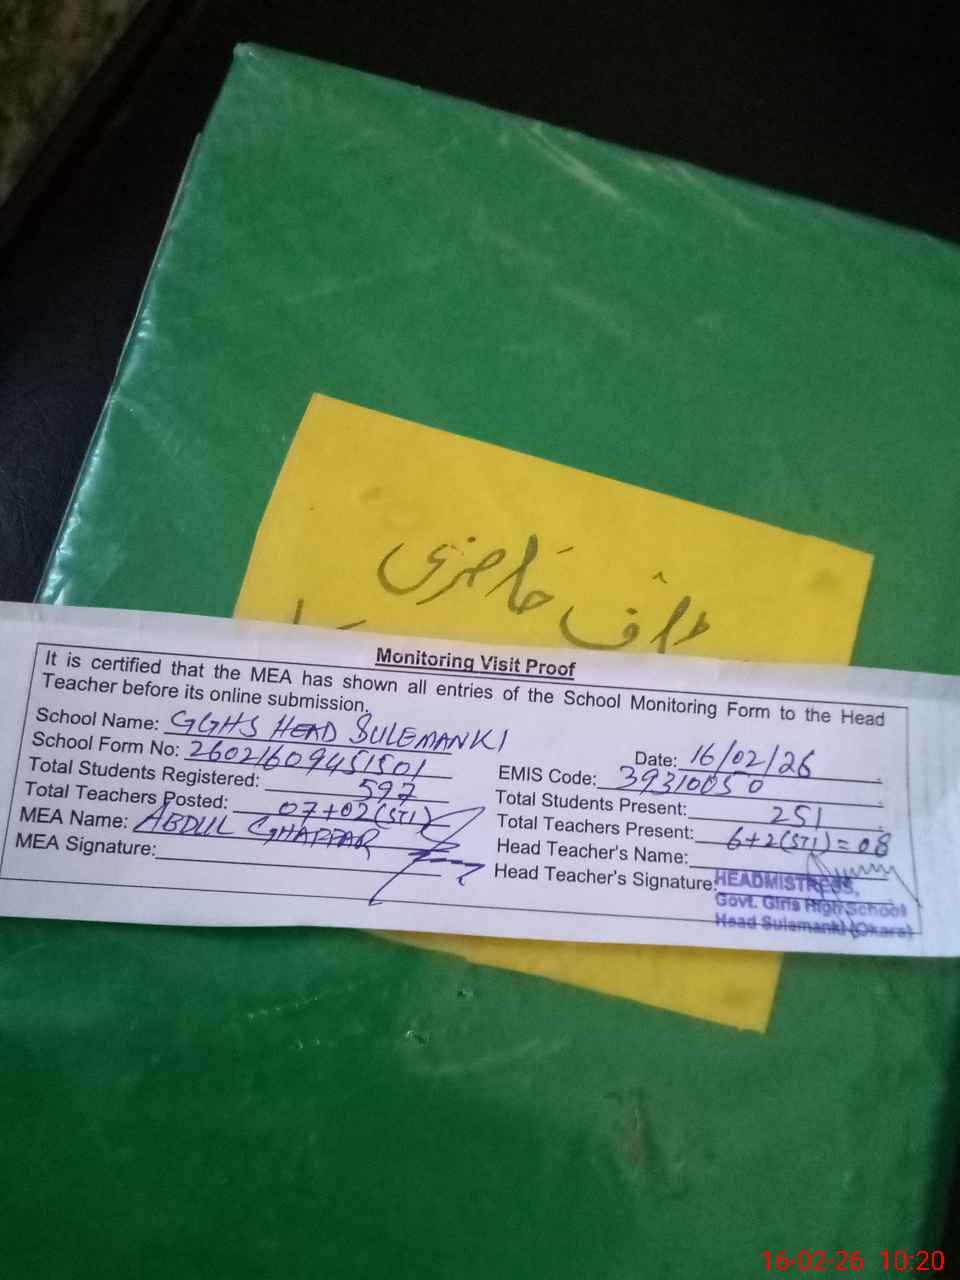 سٹاف حاضری
Monitoring Visit Proof
It is certified that the MEA has shown all entries of the School Monitoring Form to the Head
Teacher before its online submission.
School Name: GGHS HEAD SULEMANKI
Date: 16/02/26
School Form No: 26021609451501
EMIS Code: 39310050
Total Students Registered: 597
Total Students Present: 251
Total Teachers Posted: 07+02(STI)
Total Teachers Present: 6+2(STI)=08
MEA Name: ABDUL GHAFFAR
Head Teacher's Name:
MEA Signature:
Head Teacher's Signature:
HEADMISTRESS,
Govt. Girls High School
Head Sulemanki (Okara)
16-02-26 10:20